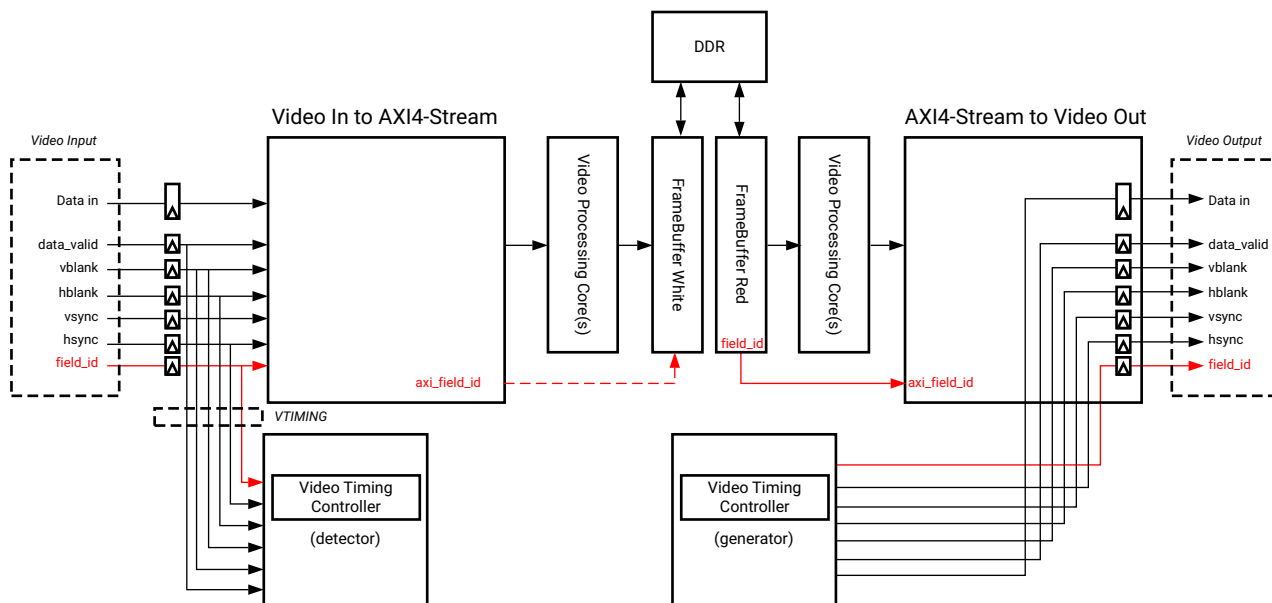 DDR
Video In to AXI4-Stream
AXI4-Stream to Video Out
Video Input
Video Output
Data in
data_valid
vblank
hblank
vsync
hsync
field_id
Video Processing
Core(s)
FrameBuffer White
FrameBuffer Red
field_id
Video Processing
Core(s)
axi_field_id
axi_field_id
Data in
data_valid
vblank
hblank
vsync
hsync
field_id
VTIMING
Video Timing
Controller
(detector)
Video Timing
Controller
(generator)